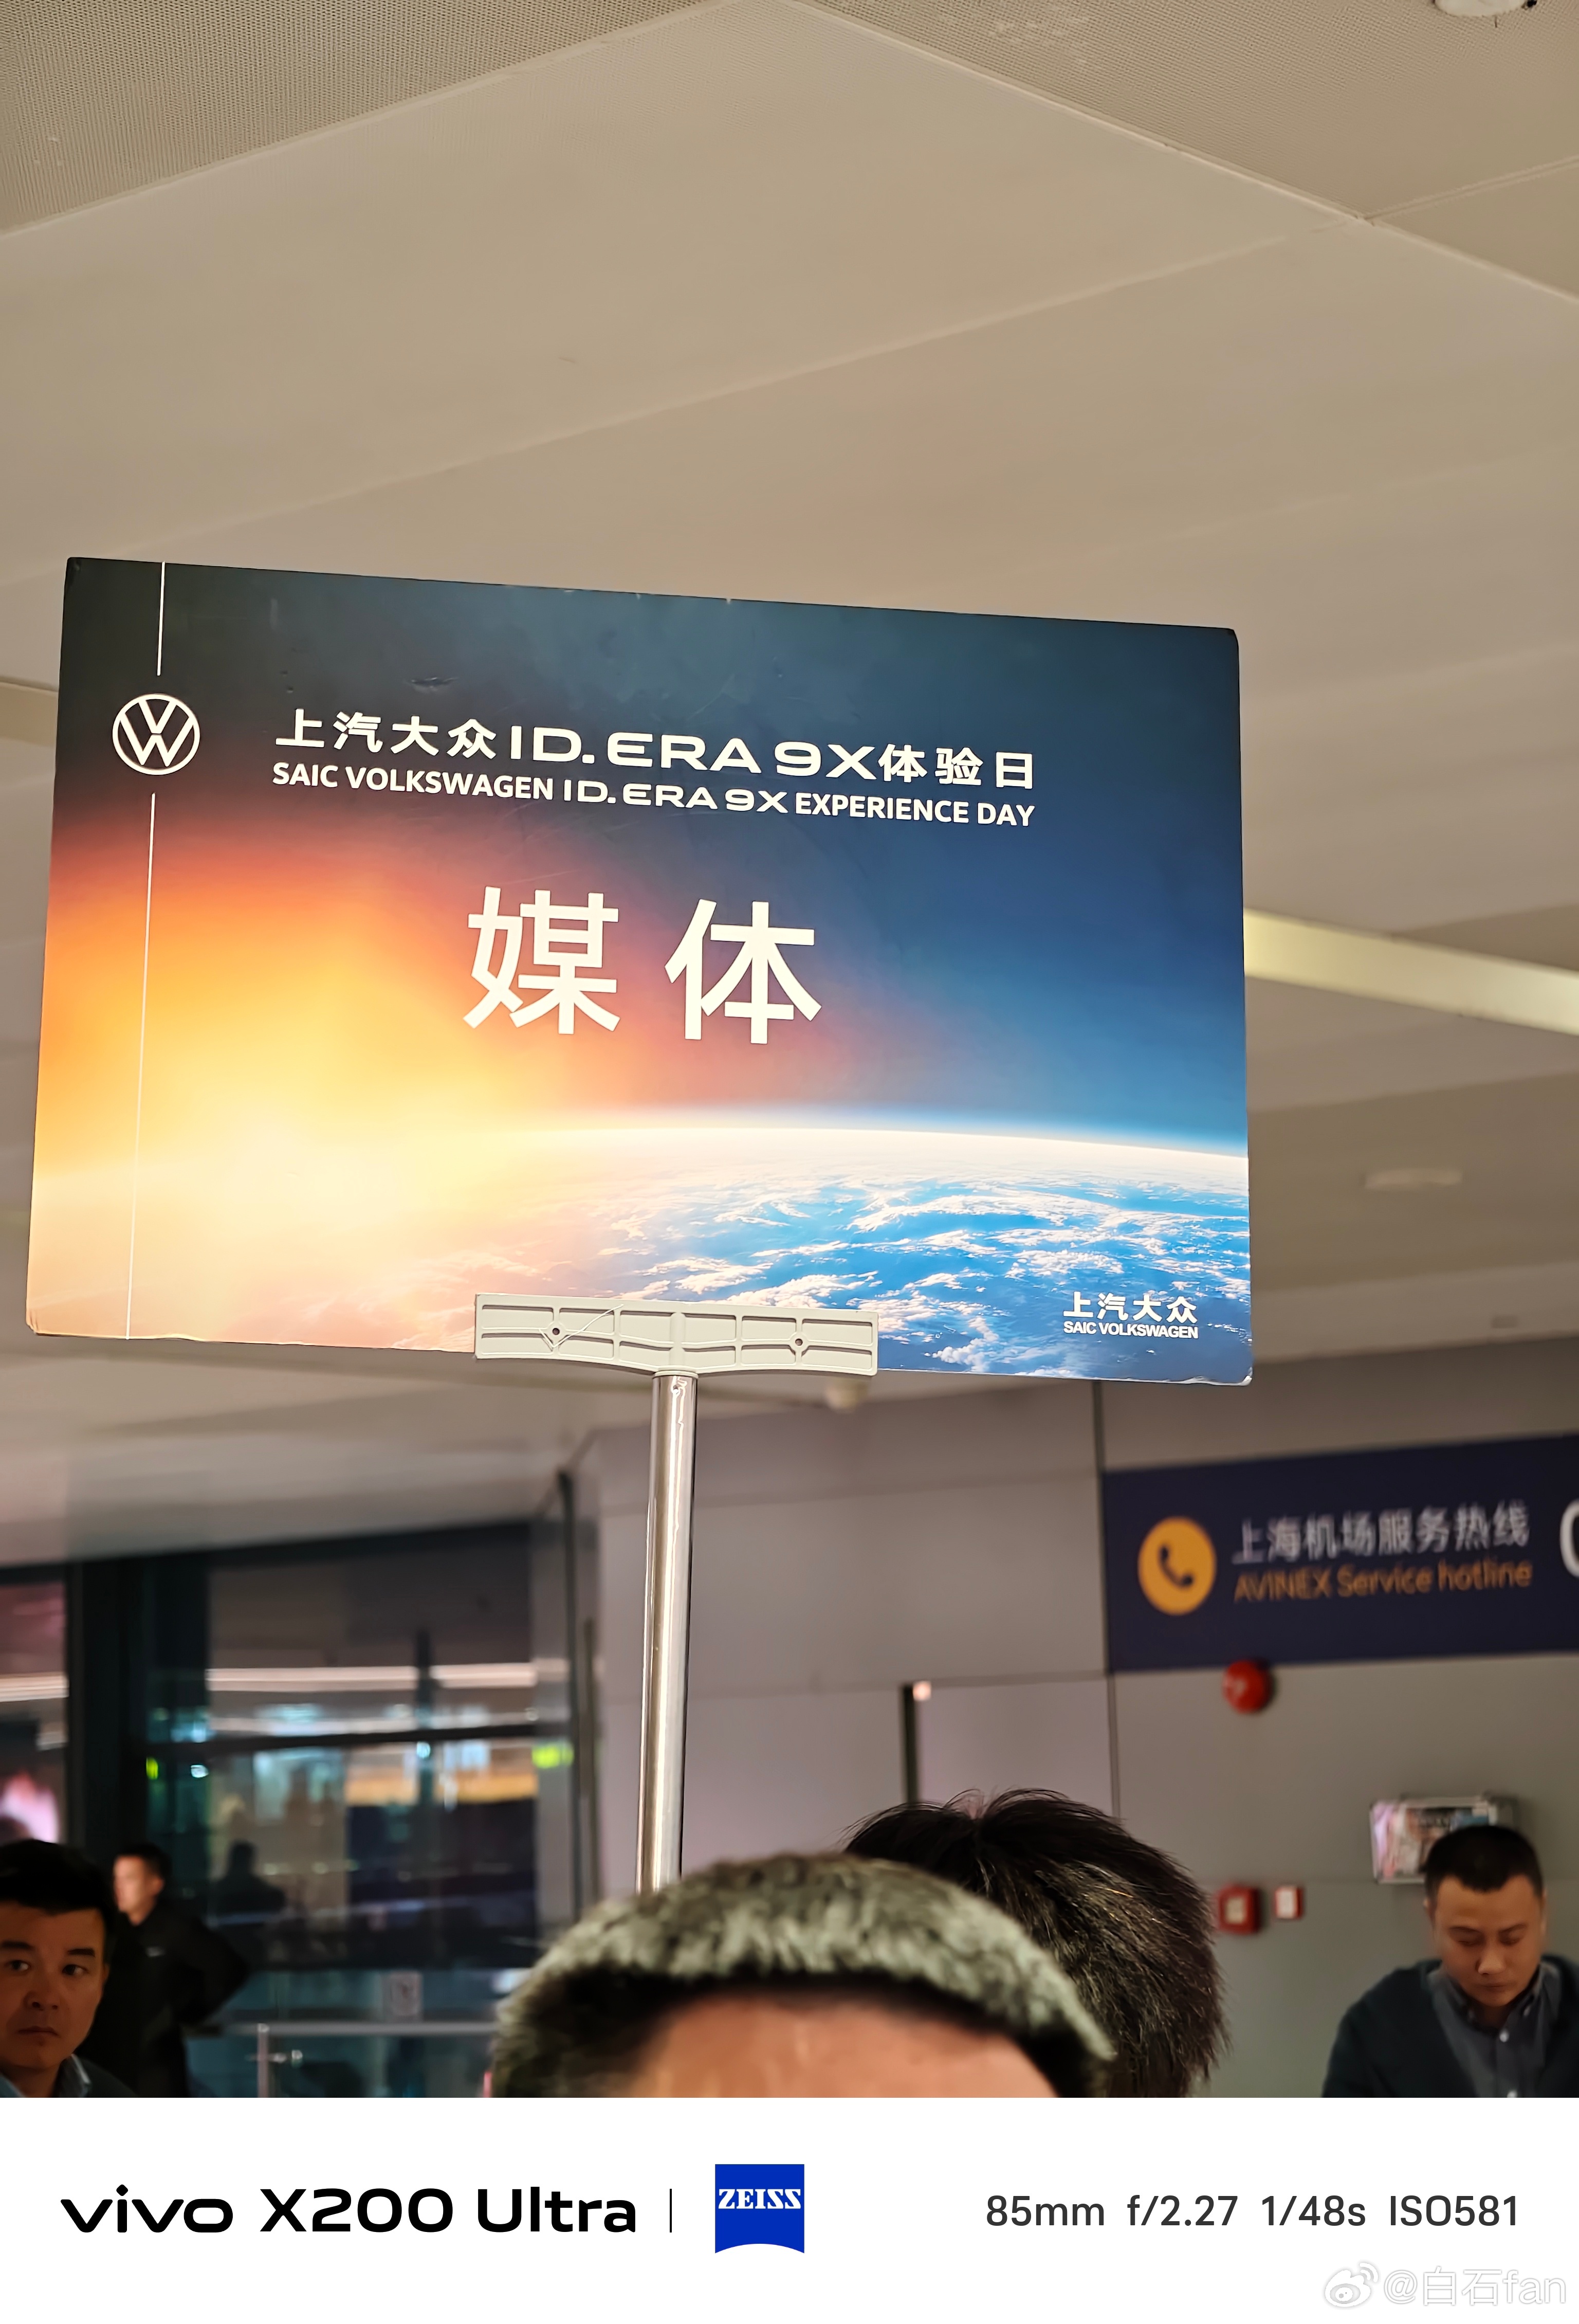 上汽大众ID.ERA 9X体验日
SAIC VOLKSWAGEN ID.ERA 9X EXPERIENCE DAY
媒体
上汽大众
SAIC VOLKSWAGEN
上海机场服务热线
AVINEX Service hotline
vivo X200 Ultra | ZEISS 85mm f/2.27 1/48s ISO581
@白石fan